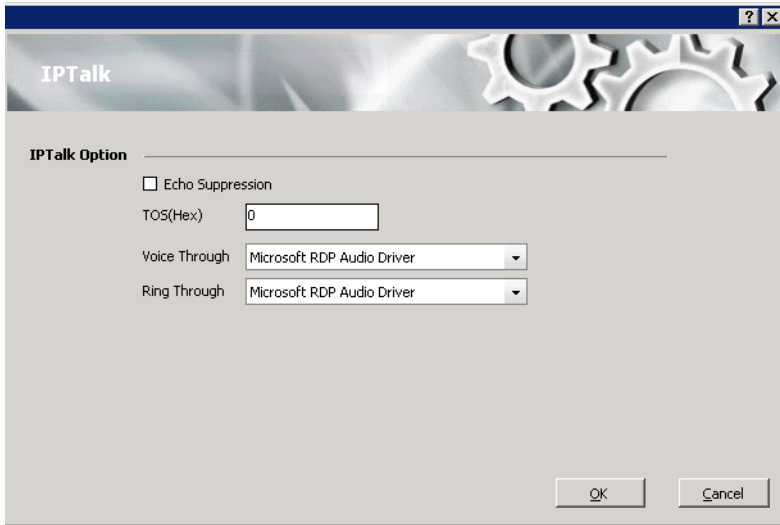 IPTalk
IPTalk Option
Echo Suppression
TOS(Hex) 0
Voice Through Microsoft RDP Audio Driver
Ring Through Microsoft RDP Audio Driver
OK Cancel